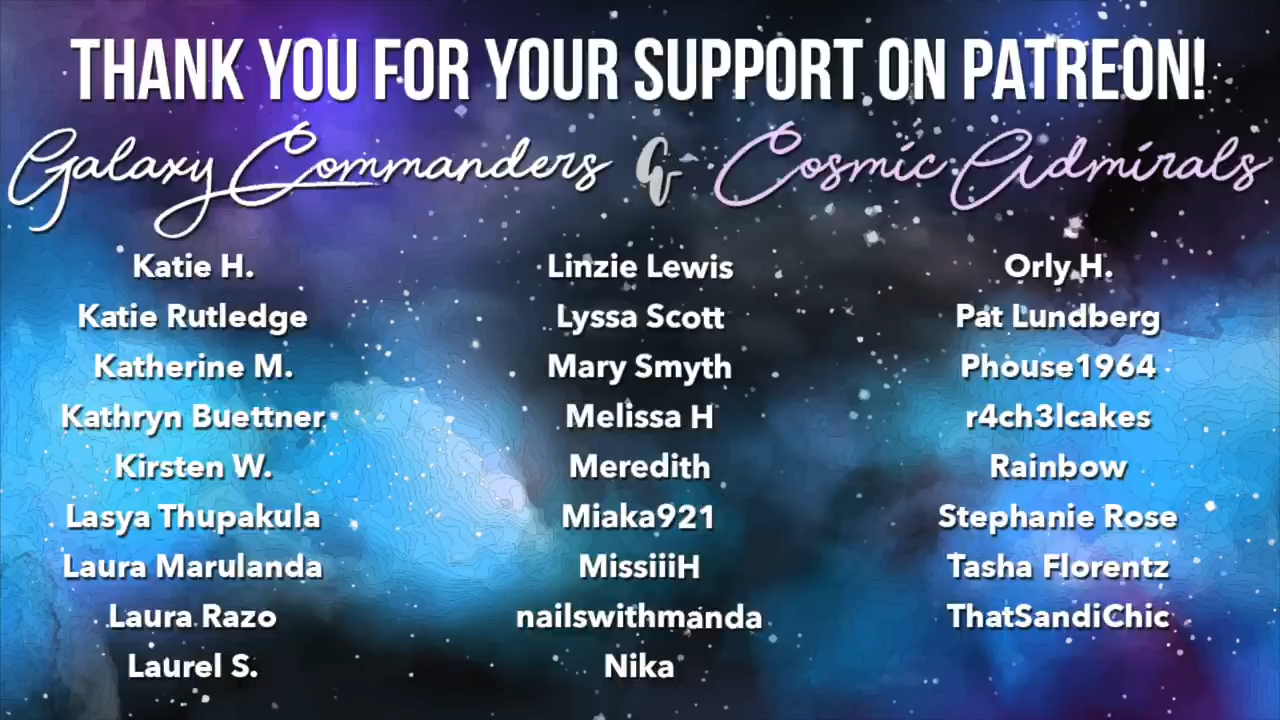 THANK YOU FOR YOUR SUPPORT ON PATREON!
Galaxy Commanders & Cosmic Admirals
Katie H.
Katie Rutledge
Katherine M.
Kathryn Buettner
Kirsten W.
Lasya Thupakula
Laura Marulanda
Laura Razo
Laurel S.
Linzie Lewis
Lyssa Scott
Mary Smyth
Melissa H
Meredith
Miaka921
MissiiiH
nailswithmanda
Nika
Orly H.
Pat Lundberg
Phouse1964
r4ch3lcakes
Rainbow
Stephanie Rose
Tasha Florentz
ThatSandiChic